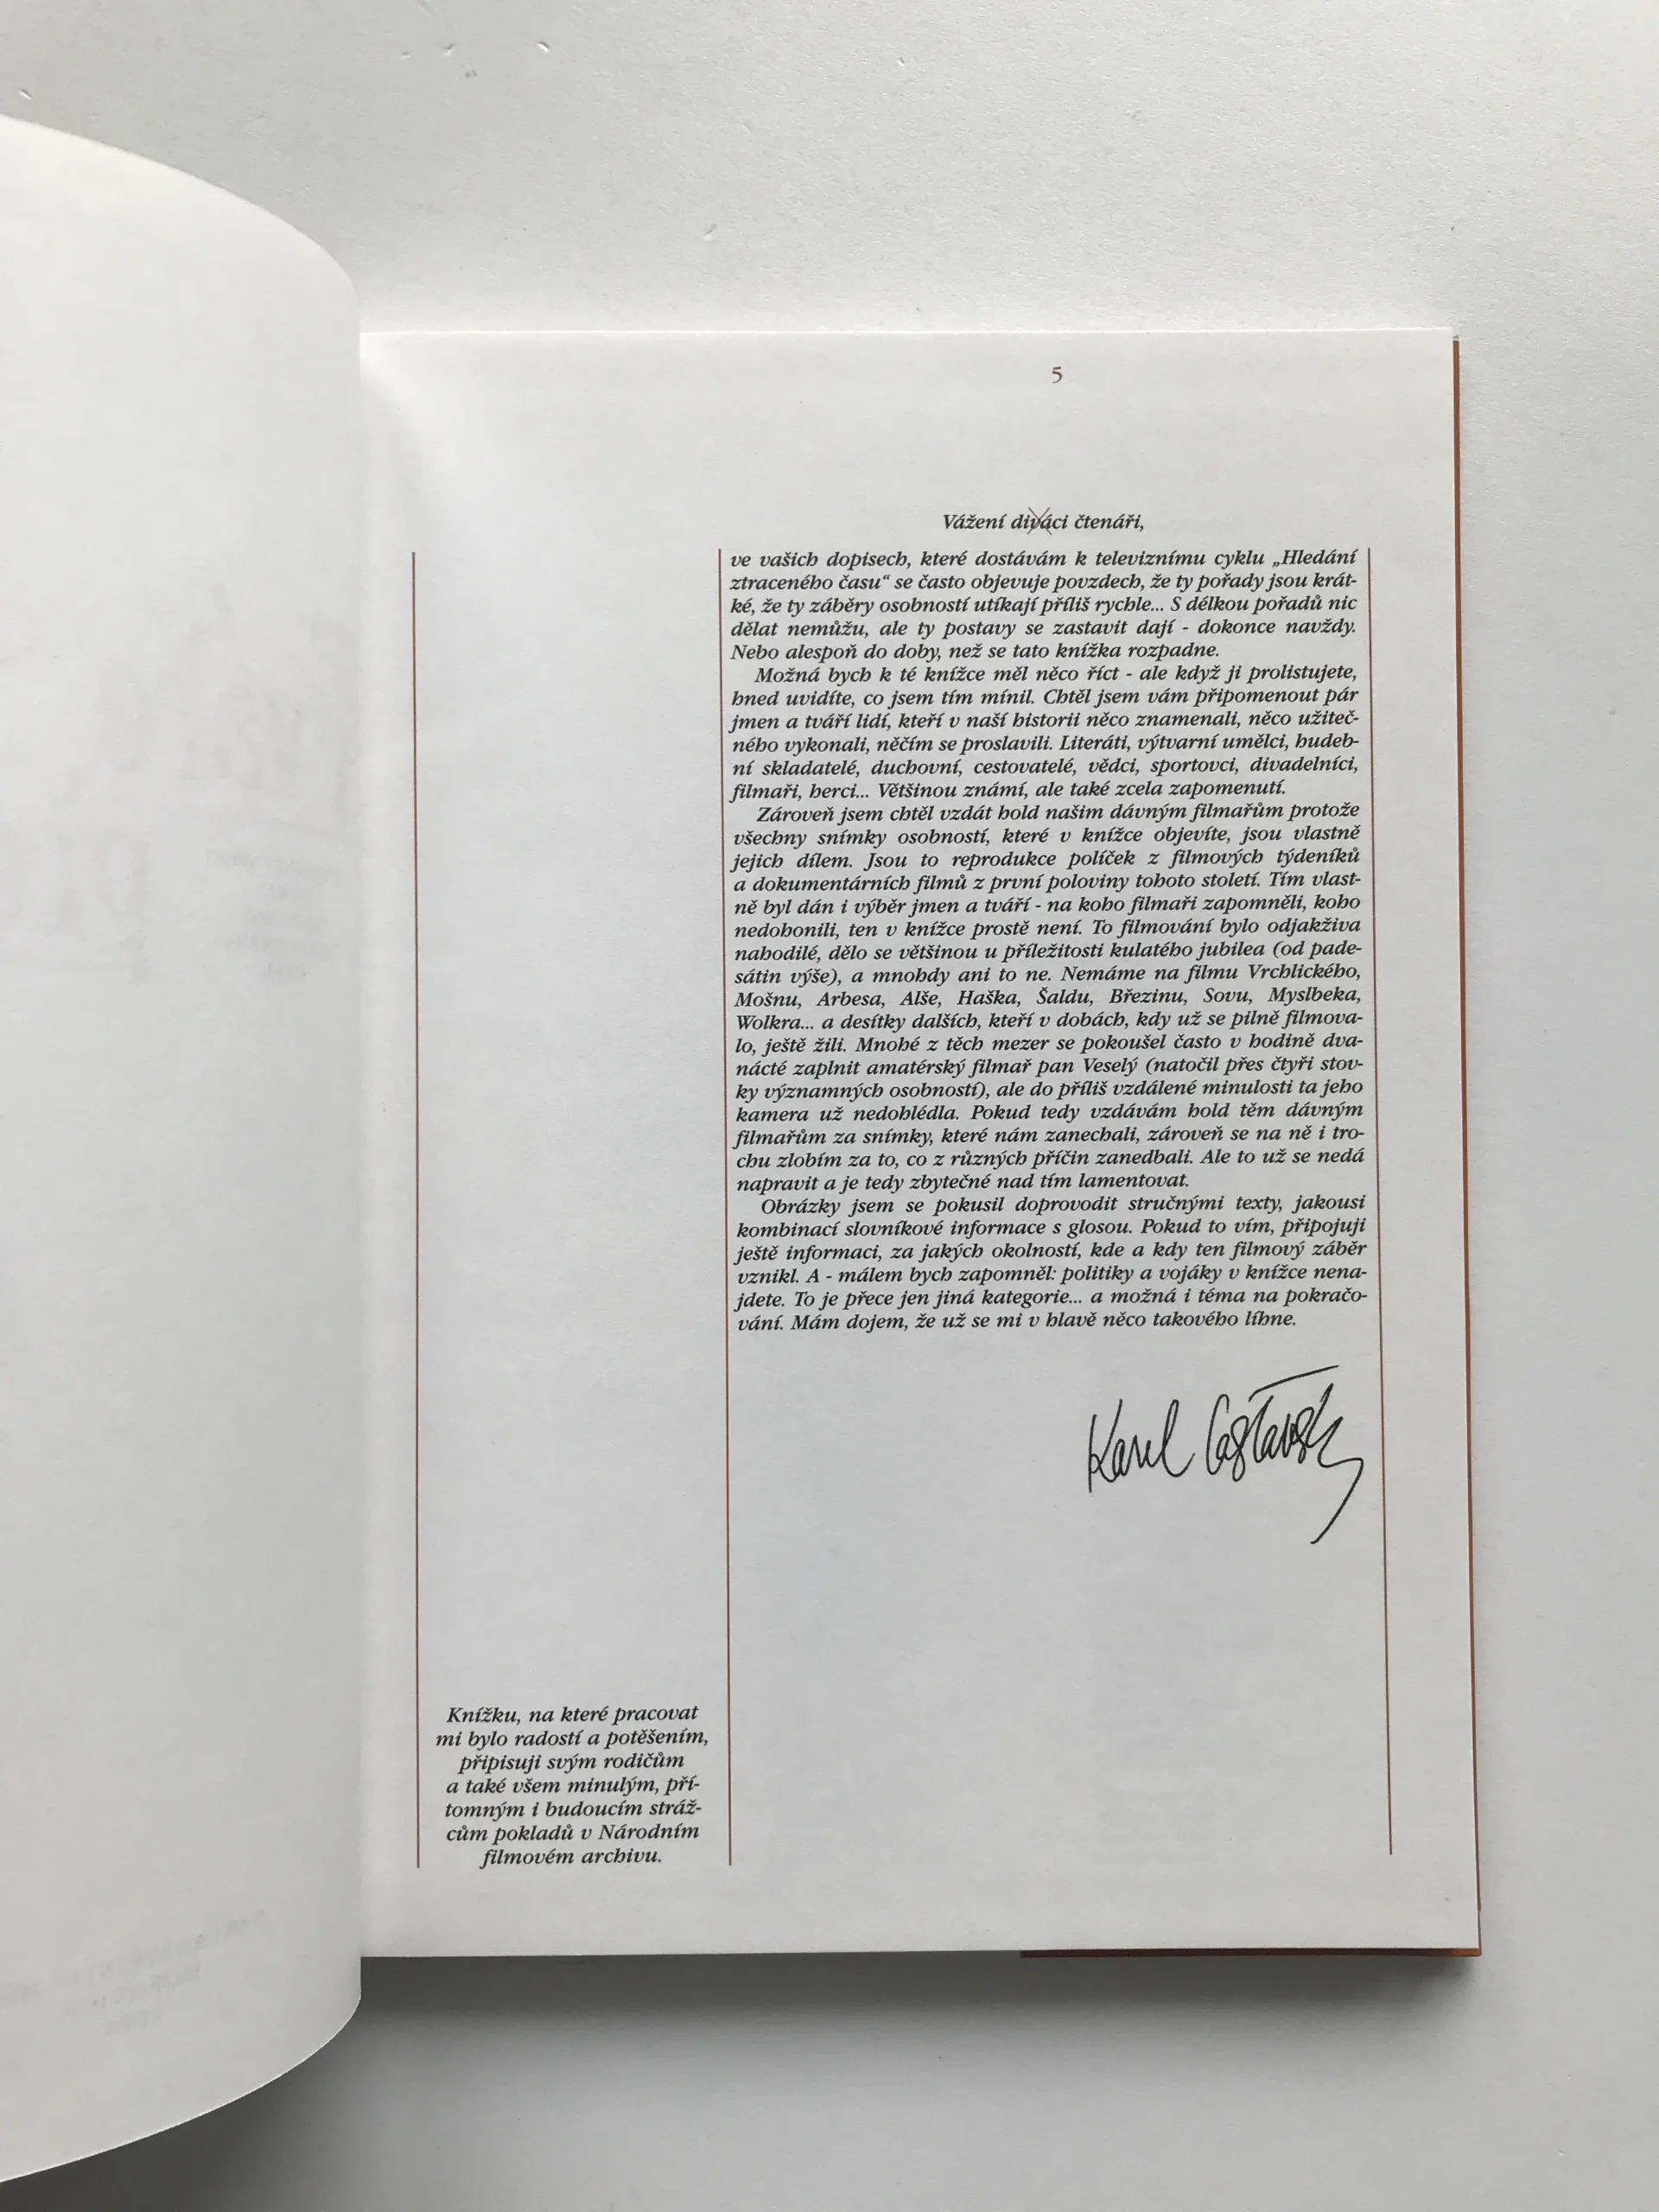 5
Vážení diváci čtenáři,
ve vašich dopisech, které dostávám k televiznímu cyklu „Hledání
ztraceného času“ se často objevuje povzdech, že ty pořady jsou krát-
ké, že ty záběry osobností utíkají příliš rychle... S délkou pořadů nic
dělat nemůžu, ale ty postavy se zastavit dají - dokonce navždy.
Nebo alespoň do doby, než se tato knížka rozpadne.
Možná bych k té knížce měl něco říct - ale když ji prolistujete,
hned uvidíte, co jsem tím mínil. Chtěl jsem vám připomenout pár
jmen a tváří lidí, kteří v naší historii něco znamenali, něco užiteč-
ného vykonali, něčím se proslavili. Literáti, výtvarní umělci, hudeb-
ní skladatelé, duchovní, cestovatelé, vědci, sportovci, divadelníci,
filmaři, herci... Většinou známí, ale také zcela zapomenutí.
Zároveň jsem chtěl vzdát hold našim dávným filmařům protože
všechny snímky osobností, které v knížce objevíte, jsou vlastně
jejich dílem. Jsou to reprodukce políček z filmových týdeníků
a dokumentárních filmů z první poloviny tohoto století. Tím vlast-
ně byl dán i výběr jmen a tváří - na koho filmaři zapomněli, koho
nedohonili, ten v knížce prostě není. To filmování bylo odjakživa
nahodilé, dělo se většinou u příležitosti kulatého jubilea (od pade-
sátin výše), a mnohdy ani to ne. Nemáme na filmu Vrchlického,
Mošnu, Arbesa, Alše, Haška, Šaldu, Březinu, Sovu, Myslbeka,
Wolkra... a desítky dalších, kteří v dobách, kdy už se pilně filmova-
lo, ještě žili. Mnohé z těch mezer se pokoušel často v hodině dva-
nácté zaplnit amatérský filmař pan Veselý (natočil přes čtyři stov-
ky významných osobností), ale do příliš vzdálené minulosti ta jeho
kamera už nedohlédla. Pokud tedy vzdávám hold těm dávným
filmařům za snímky, které nám zanechali, zároveň se na ně i tro-
chu zlobím za to, co z různých příčin zanedbali. Ale to už se nedá
napravit a je tedy zbytečné nad tím lamentovat.
Obrázky jsem se pokusil doprovodit stručnými texty, jakousi
kombinací slovníkové informace s glosou. Pokud to vím, připojuji
ještě informaci, za jakých okolností, kde a kdy ten filmový záběr
vznikl. A - málem bych zapomněl: politiky a vojáky v knížce nena-
jdete. To je přece jen jiná kategorie... a možná i téma na pokračo-
vání. Mám dojem, že už se mi v hlavě něco takového líhne.
Karel Čáslavský
Knížku, na které pracovat
mi bylo radostí a potěšením,
připisuji svým rodičům
a také všem minulým, pří-
tomným i budoucím stráž-
cům pokladů v Národním
filmovém archivu.